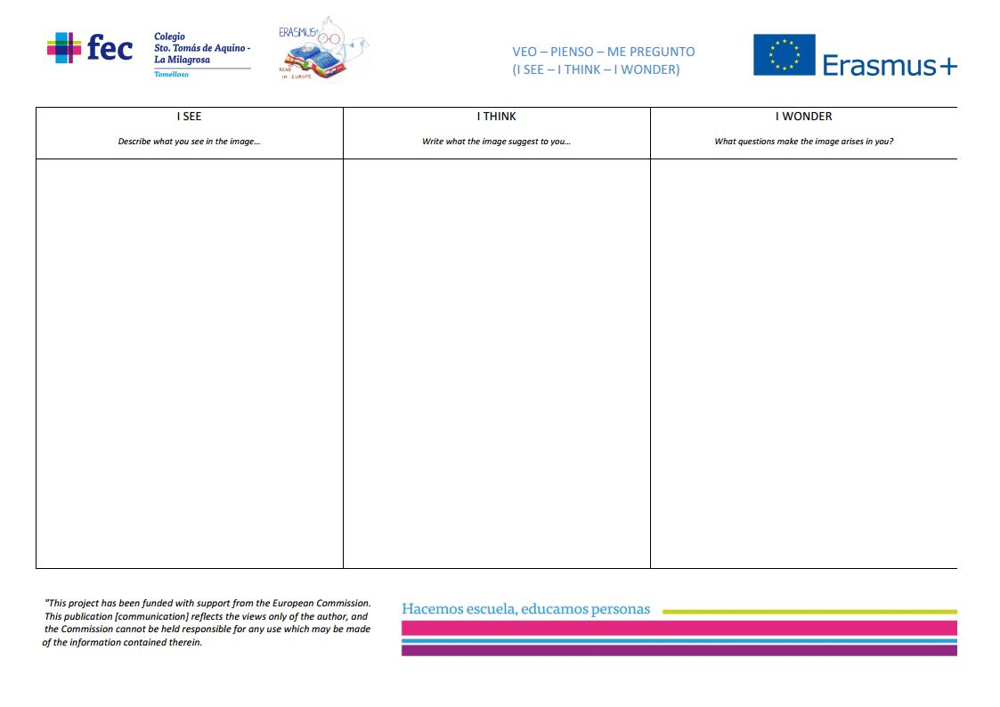 fec
Colegio
Sto. Tomás de Aquino -
La Milagrosa
Tomelloso
ERASMUS+
READ
IN EUROPE
VEO – PIENSO – ME PREGUNTO
(I SEE – I THINK – I WONDER)
Erasmus+
I SEE
Describe what you see in the image…
I THINK
Write what the image suggest to you…
I WONDER
What questions make the image arises in you?
"This project has been funded with support from the European Commission.
This publication [communication] reflects the views only of the author, and
the Commission cannot be held responsible for any use which may be made
of the information contained therein.
Hacemos escuela, educamos personas